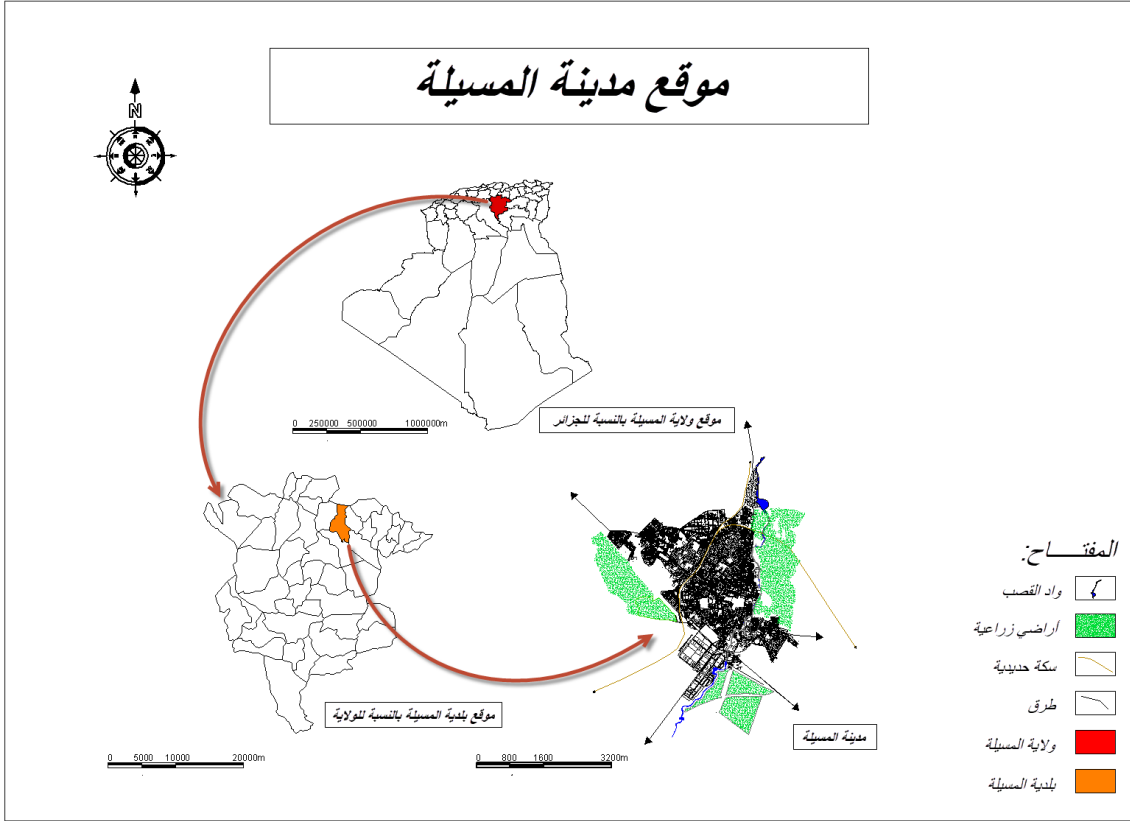 موقع مدينة المسيلة
N
0 250000 500000 1000000m
موقع ولاية المسيلة بالنسبة للجزائر
موقع بلدية المسيلة بالنسبة للولاية
0 5000 10000 20000m
مدينة المسيلة
0 800 1600 3200m
المفتـــــاح:
واد القصب
أراضي زراعية
سكة حديدية
طرق
ولاية المسيلة
بلدية المسيلة